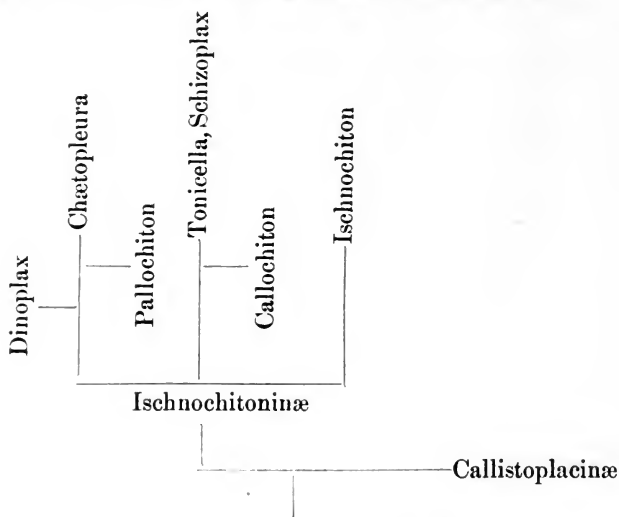 Dinoplax
Chætopleura
Pallochiton
Tonicella, Schizoplax
Callochiton
Ischnochiton
Ischnochitoninæ
Callistoplacinæ